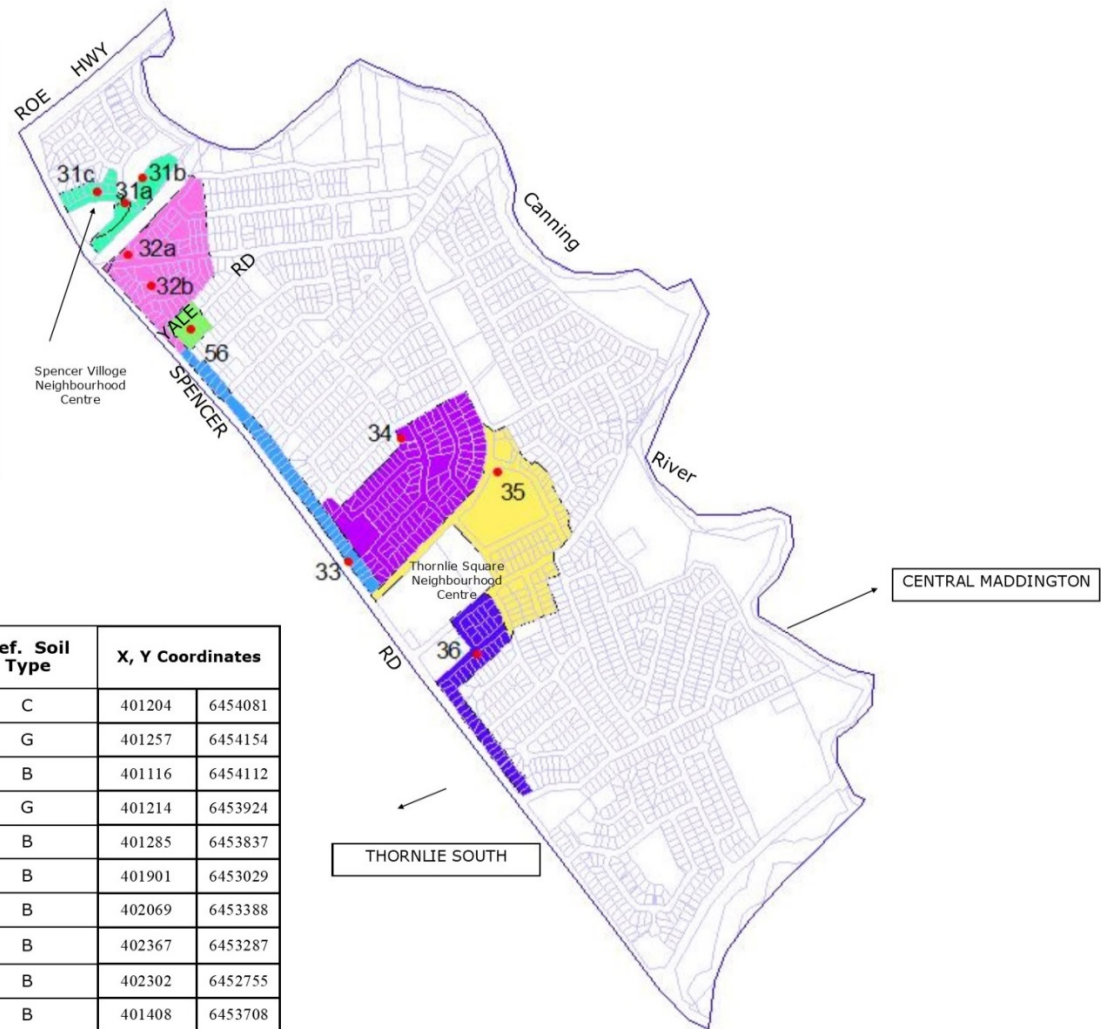 ROE HWY
31c
31b
31a
32a
32b
YALE RD
56
SPENCER
Spencer Villoge
Neighbourhood
Centre
Canning
River
34
35
33
Thornlie Square
Neighbourhood
Centre
36
RD
CENTRAL MADDINGTON
THORNLIE SOUTH
ef. Soil
Type X, Y Coordinates
C 401204 6454081
G 401257 6454154
B 401116 6454112
G 401214 6453924
B 401285 6453837
B 401901 6453029
B 402069 6453388
B 402367 6453287
B 402302 6452755
B 401408 6453708